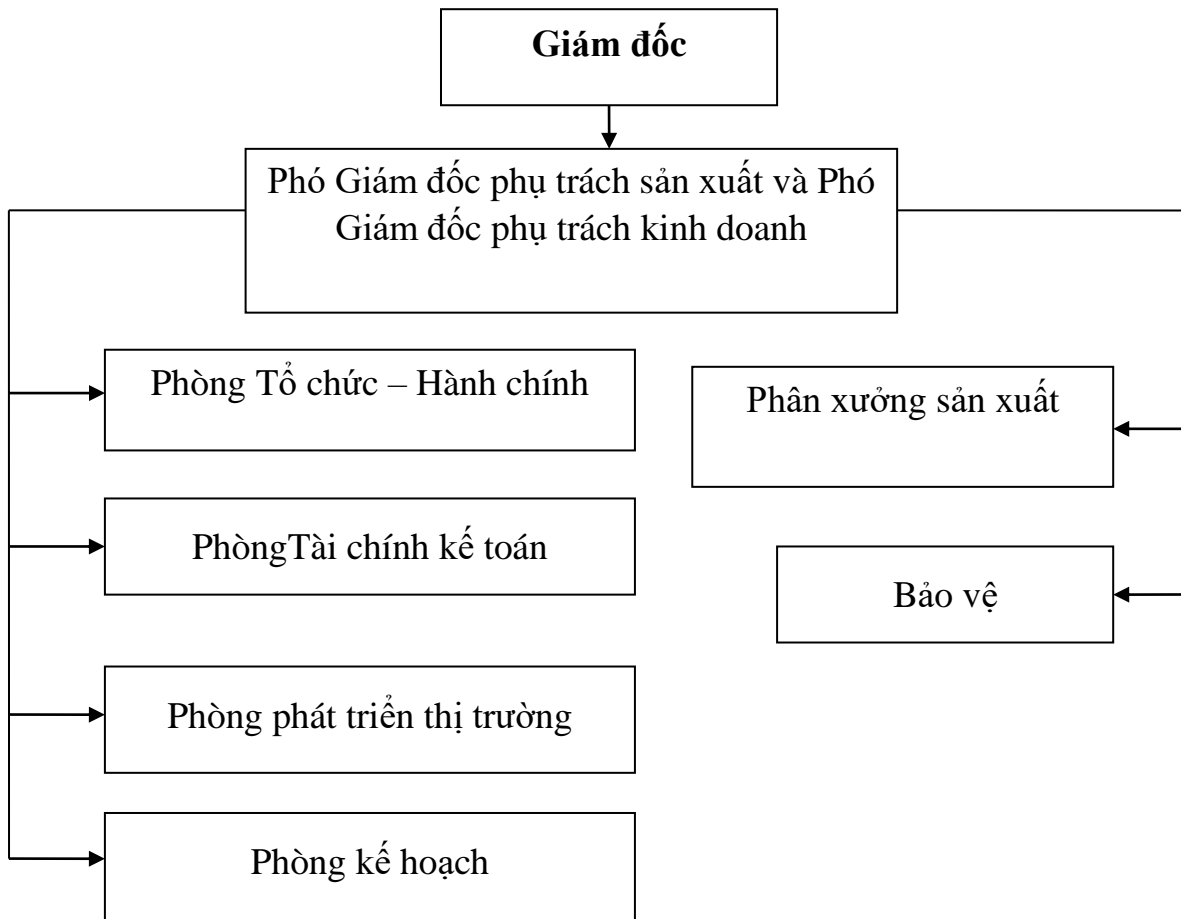 Giám đốc
Phó Giám đốc phụ trách sản xuất và Phó
Giám đốc phụ trách kinh doanh
Phòng Tổ chức – Hành chính
Phân xưởng sản xuất
PhòngTài chính kế toán
Bảo vệ
Phòng phát triển thị trường
Phòng kế hoạch